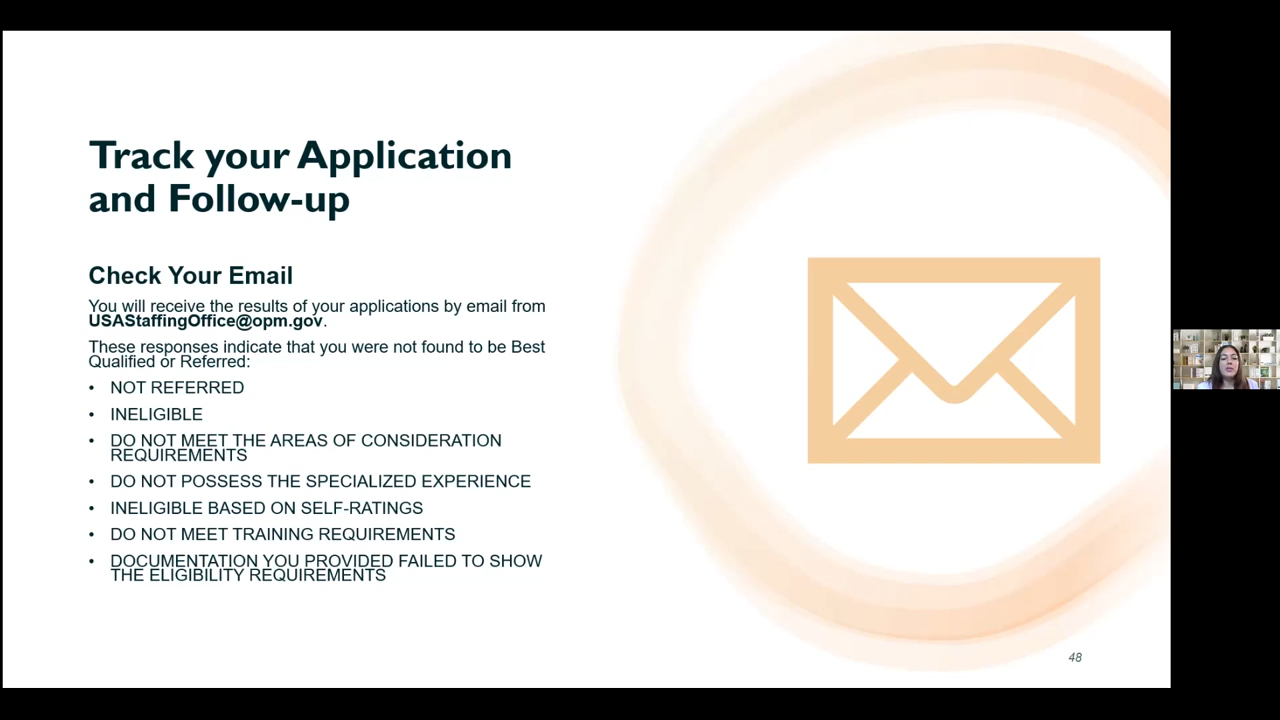 Track your Application
and Follow-up
Check Your Email
You will receive the results of your applications by email from
USAStaffingOffice@opm.gov.
These responses indicate that you were not found to be Best
Qualified or Referred:
• NOT REFERRED
• INELIGIBLE
• DO NOT MEET THE AREAS OF CONSIDERATION
REQUIREMENTS
• DO NOT POSSESS THE SPECIALIZED EXPERIENCE
• INELIGIBLE BASED ON SELF-RATINGS
• DO NOT MEET TRAINING REQUIREMENTS
• DOCUMENTATION YOU PROVIDED FAILED TO SHOW
THE ELIGIBILITY REQUIREMENTS
48